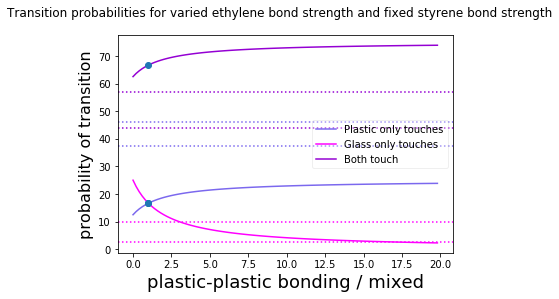 Transition probabilities for varied ethylene bond strength and fixed styrene bond strength
probability of transition
70
60
50
40
30
20
10
0
Plastic only touches
Glass only touches
Both touch
0.0 2.5 5.0 7.5 10.0 12.5 15.0 17.5 20.0
plastic-plastic bonding / mixed